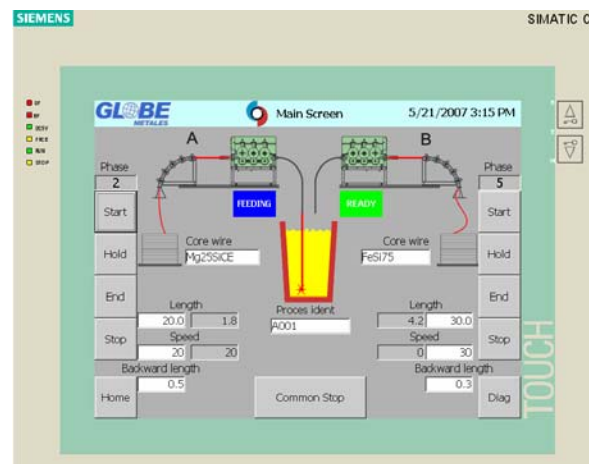 SIEMENS
SIMATIC
GLOBE
METALES
Main Screen
5/21/2007 3:15 PM
A
B
Phase
2
Phase
5
FEEDING
READY
Start
Start
Core wire
Mg25SiCE
Core wire
FeSi75
Hold
Hold
End
End
Length
20.0 1.8
Proces ident
A001
Length
4.2 30.0
Stop
Stop
Speed
20 20
Speed
0 30
Backward length
0.5
Backward length
0.3
Home
Common Stop
Diag
TOUCH
STOP